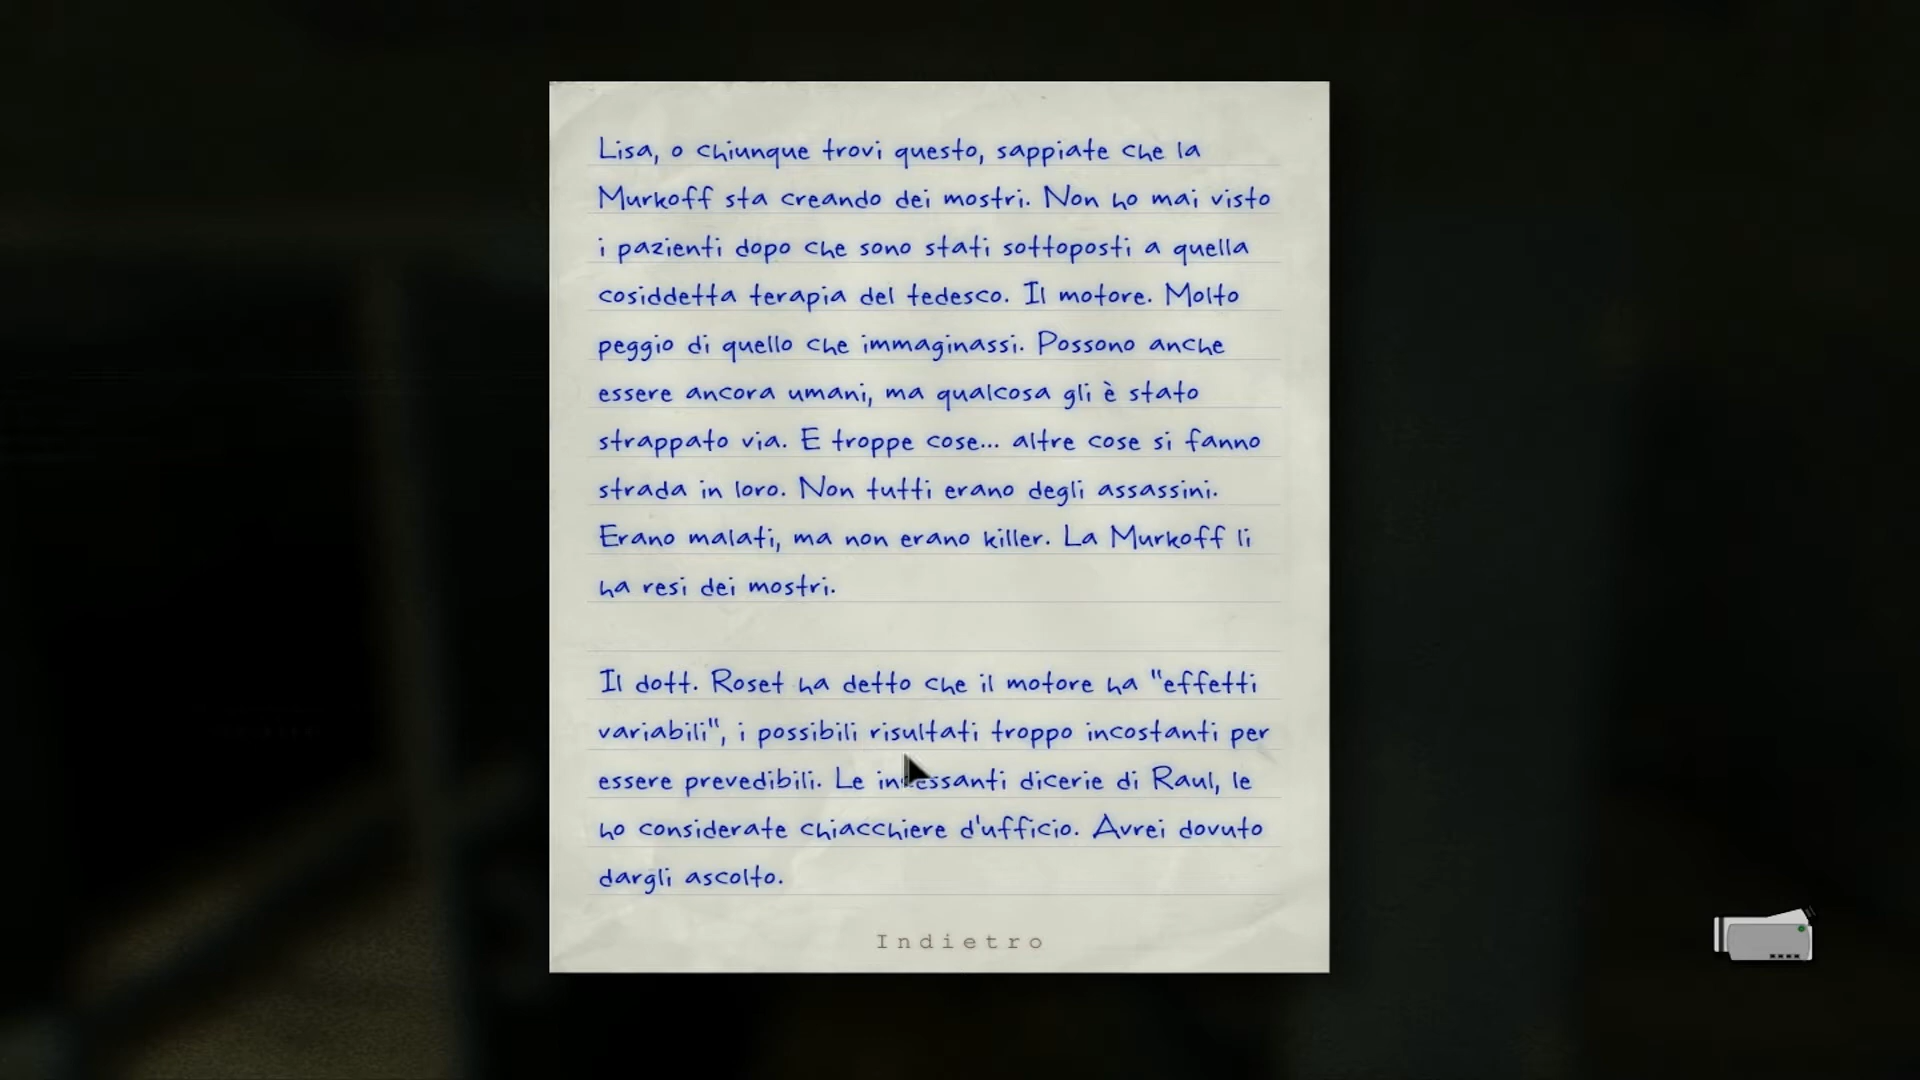 Lisa, o chiunque trovi questo, sappiate che la
Murkoff sta creando dei mostri. Non ho mai visto
i pazienti dopo che sono stati sottoposti a quella
cosiddetta terapia del tedesco. Il motore. Molto
peggio di quello che immaginassi. Possono anche
essere ancora umani, ma qualcosa gli è stato
strappato via. E troppe cose... altre cose si fanno
strada in loro. Non tutti erano degli assassini.
Erano malati, ma non erano killer. La Murkoff li
ha resi dei mostri.
Il dott. Roset ha detto che il motore ha "effetti
variabili", i possibili risultati troppo incostanti per
essere prevedibili. Le incessanti dicerie di Raul, le
ho considerate chiacchiere d'ufficio. Avrei dovuto
dargli ascolto.
Indietro